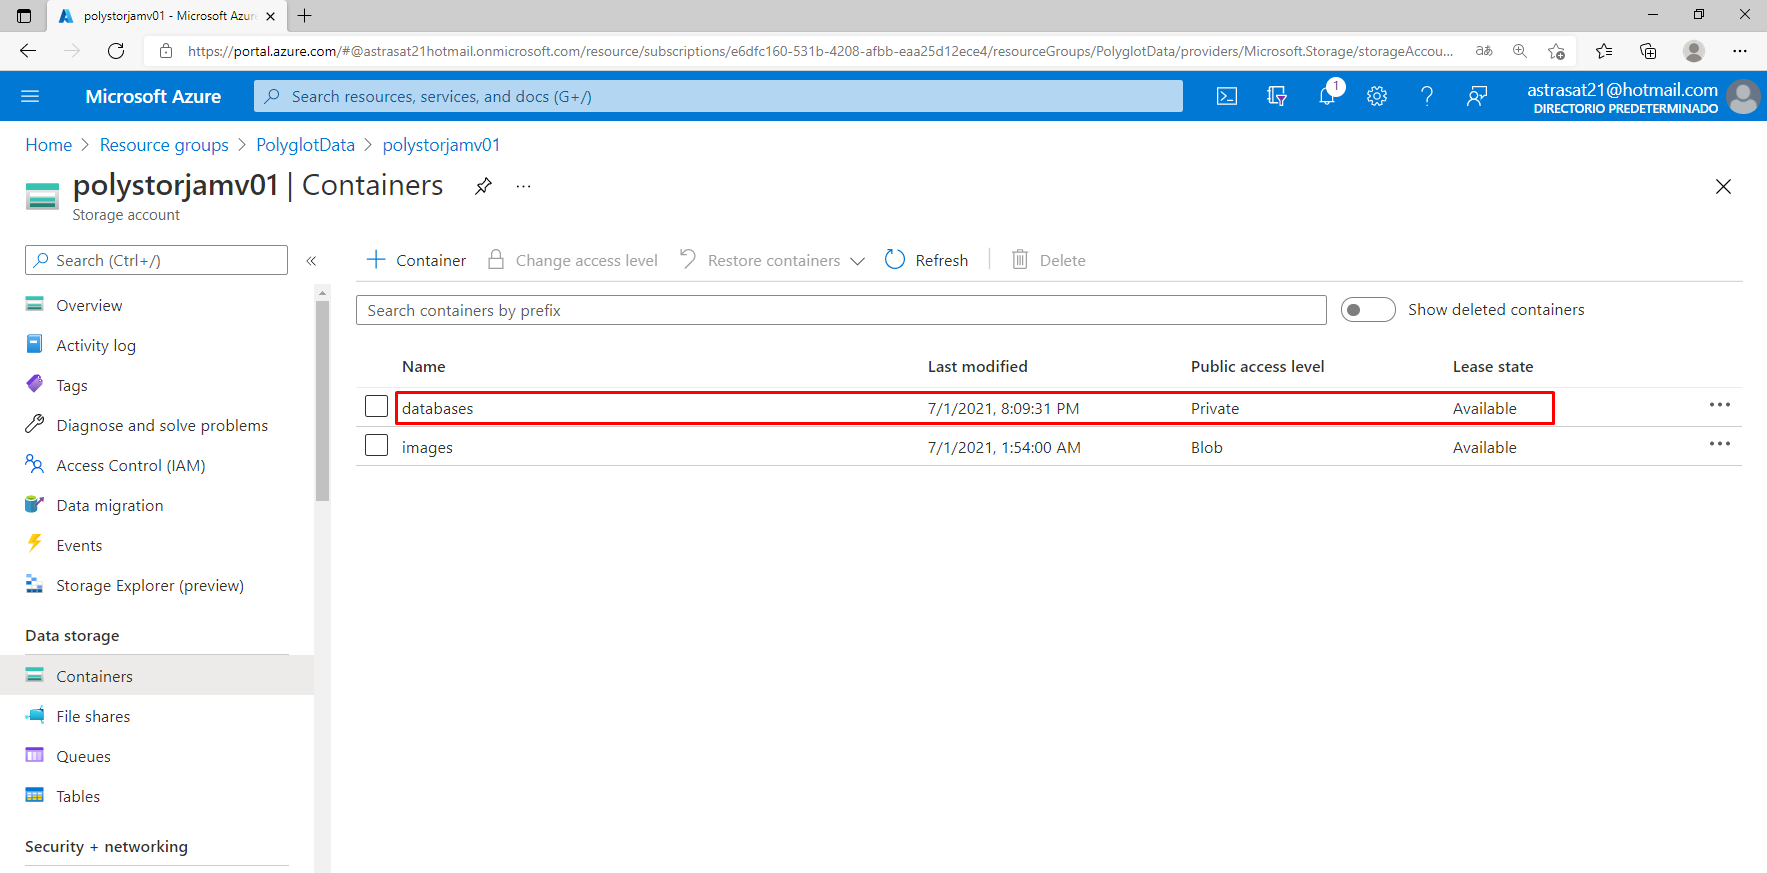 polystorjamv01 - Microsoft Azure
https://portal.azure.com/#@astrasat21hotmail.onmicrosoft.com/resource/subscriptions/e6dfc160-531b-4208-afbb-eaa25d12ece4/resourceGroups/PolyglotData/providers/Microsoft.Storage/storageAccou...
aあ
Microsoft Azure
Search resources, services, and docs (G+/)
1
astrasat21@hotmail.com
DIRECTORIO PREDETERMINADO
Home > Resource groups > PolyglotData > polystorjamv01
polystorjamv01 | Containers
Storage account
Search (Ctrl+/)
Overview
Activity log
Tags
Diagnose and solve problems
Access Control (IAM)
Data migration
Events
Storage Explorer (preview)
Data storage
Containers
File shares
Queues
Tables
Security + networking
Container Change access level Restore containers Refresh Delete
Search containers by prefix
Show deleted containers
Name Last modified Public access level Lease state
databases 7/1/2021, 8:09:31 PM Private Available
images 7/1/2021, 1:54:00 AM Blob Available